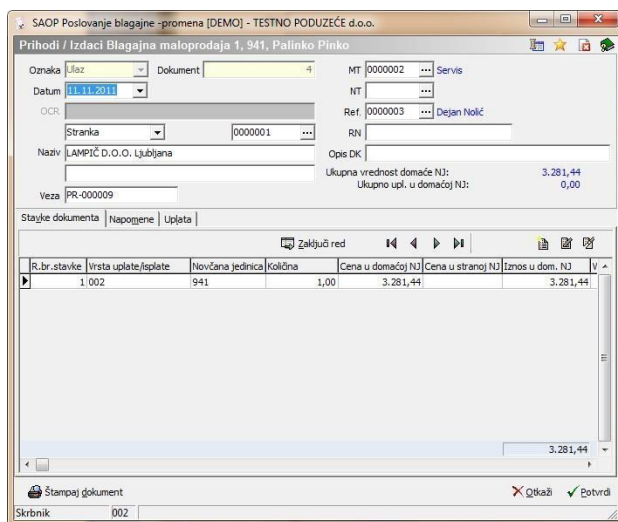 SAOP Poslovanje blagajne -promena [DEMO] - TESTNO PODUZEĆE d.o.o.
Prihodi / Izdaci Blagajna maloprodaja 1, 941, Palinko Pinko
Oznaka Ulaz Dokument 4 MT 0000002 ... Servis
Datum 11.11.2011 NT ...
OCR Ref. 0000003 ... Dejan Nolić
Stranka 0000001 ... RN
Naziv LAMPIČ D.O.O. Ljubljana Opis DK
Ukupna vrednost domaće NJ: 3.281,44
Ukupno upl. u domaćoj NJ: 0,00
Veza PR-000009
Stavke dokumenta Napomene Uplata
Zaključi red
R.br.stavke Vrsta uplate/isplate Novčana jedinica Količina Cena u domaćoj NJ Cena u stranoj NJ Iznos u dom. NJ V
1 002 941 1,00 3.281,44 3.281,44
3.281,44
Štampaj dokument Otkaži Potvrdi
Skrbnik 002